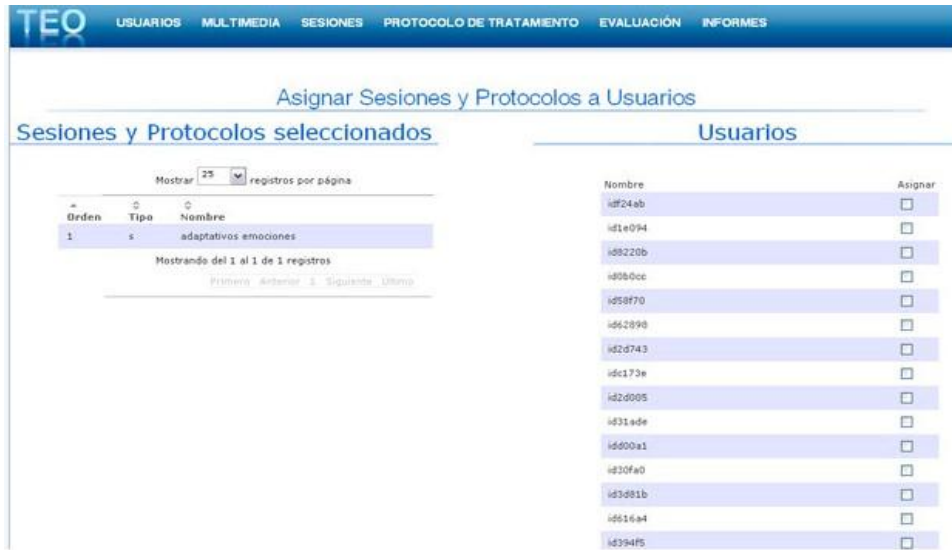 TEO USUARIOS MULTIMEDIA SESIONES PROTOCOLO DE TRATAMIENTO EVALUACIÓN INFORMES
Asignar Sesiones y Protocolos a Usuarios
Sesiones y Protocolos seleccionados
Mostrar 25 registros por página
Orden Tipo Nombre
1 s adaptativos emociones
Mostrando del 1 al 1 de 1 registros
Primero Anterior 1 Siguiente Último
Usuarios
Nombre Asignar
idf24ab
id1e094
id8220b
id0b0cc
id58f70
id62898
id2d743
idc173e
id2d005
id31ade
idd00a1
id30fa0
id3d81b
id616a4
id394f5